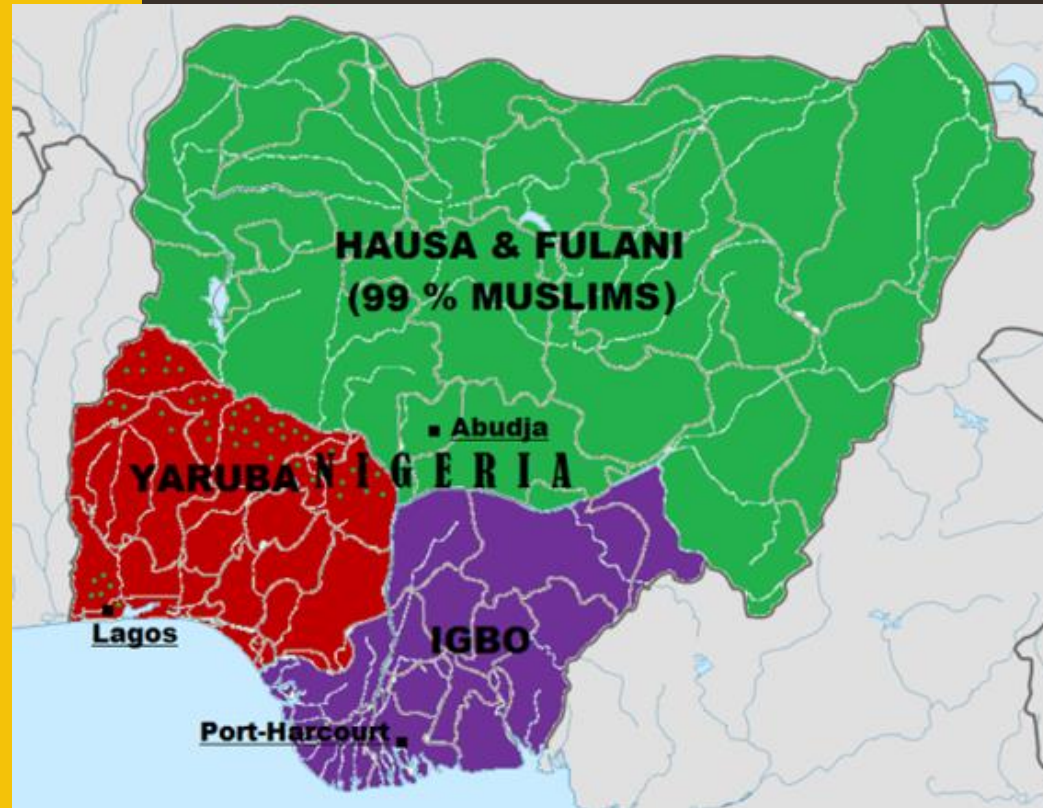 HAUSA & FULANI
(99 % MUSLIMS)
Abudja
YARUBA
NIGERIA
Lagos
IGBO
Port-Harcourt